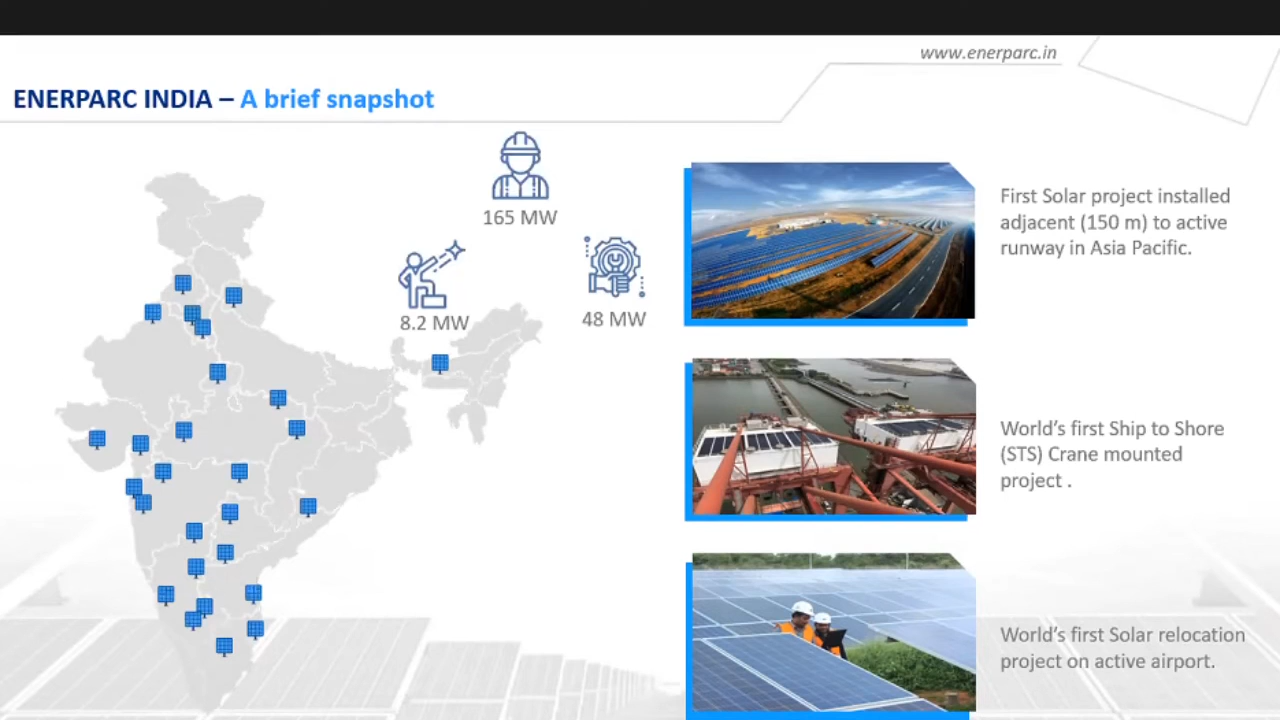 www.enerparc.in
ENERPARC INDIA – A brief snapshot
165 MW
8.2 MW
48 MW
First Solar project installed
adjacent (150 m) to active
runway in Asia Pacific.
World’s first Ship to Shore
(STS) Crane mounted
project .
World’s first Solar relocation
project on active airport.